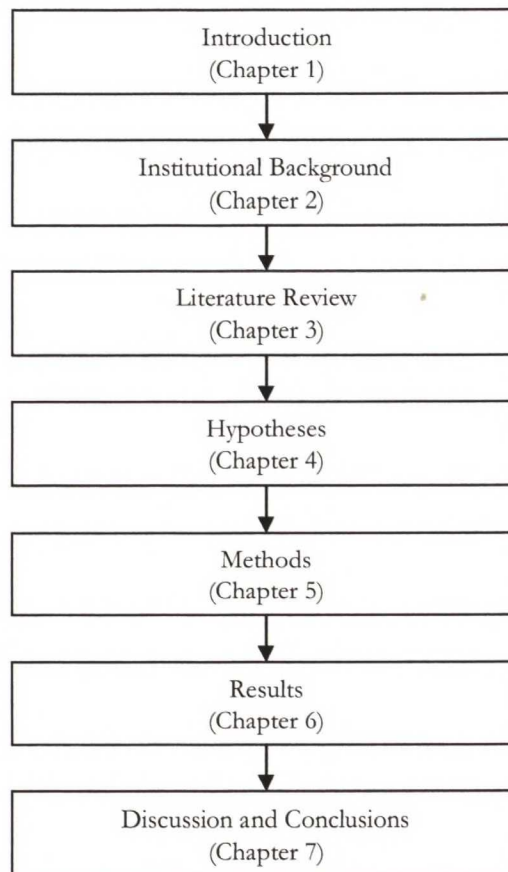 Introduction
(Chapter 1)
Institutional Background
(Chapter 2)
Literature Review
(Chapter 3)
Hypotheses
(Chapter 4)
Methods
(Chapter 5)
Results
(Chapter 6)
Discussion and Conclusions
(Chapter 7)